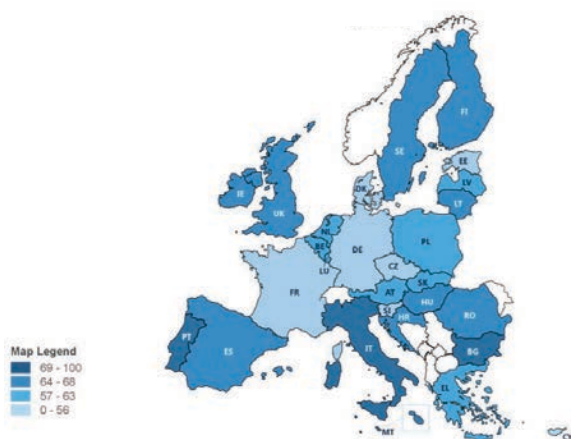 FI
SE
EE
LV
DK
LT
IE
UK
NL
PL
BE
DE
LU
CZ
SK
FR
AT
HU
SI
HR
RO
PT
ES
IT
BG
EL
MT
Map Legend
69 - 100
64 - 68
57 - 63
0 - 56